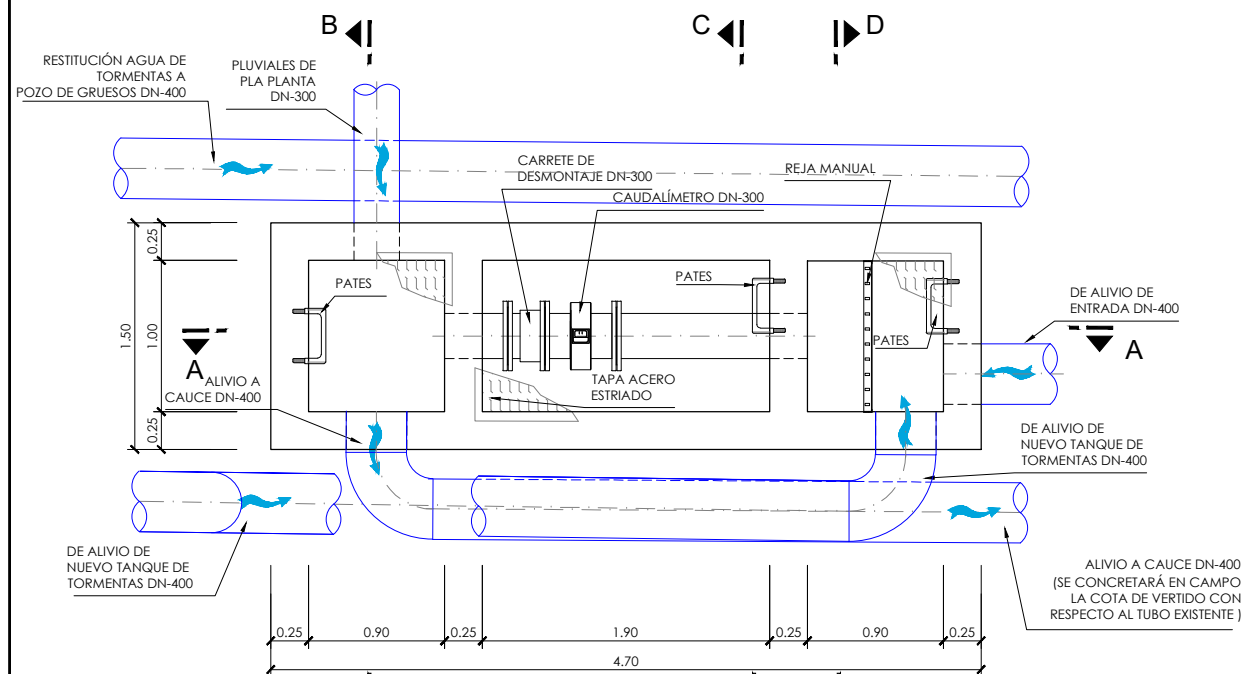 B
C
D
RESTITUCIÓN AGUA DE
TORMENTAS A
POZO DE GRUESOS DN-400
PLUVIALES DE
PLA PLANTA
DN-300
CARRETE DE
DESMONTAJE DN-300
CAUDALÍMETRO DN-300
REJA MANUAL
PATES
PATES
PATES
DE ALIVIO DE
ENTRADA DN-400
A
A
0.25
1.00
0.25
1.50
ALIVIO A
CAUCE DN-400
TAPA ACERO
ESTRIADO
DE ALIVIO DE
NUEVO TANQUE DE
TORMENTAS DN-400
DE ALIVIO DE
NUEVO TANQUE DE
TORMENTAS DN-400
ALIVIO A CAUCE DN-400
(SE CONCRETARÁ EN CAMPO
LA COTA DE VERTIDO CON
RESPECTO AL TUBO EXISTENTE )
0.25
0.90
0.25
1.90
0.25
0.90
0.25
4.70